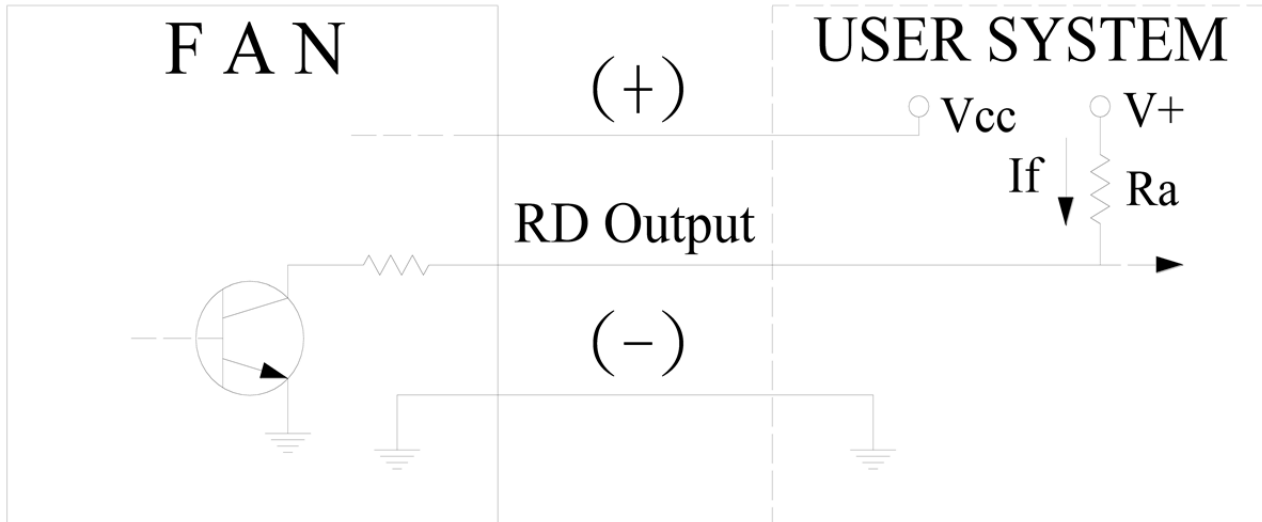 F A N
(+)
USER SYSTEM
Vcc
V+
If
Ra
RD Output
(-)